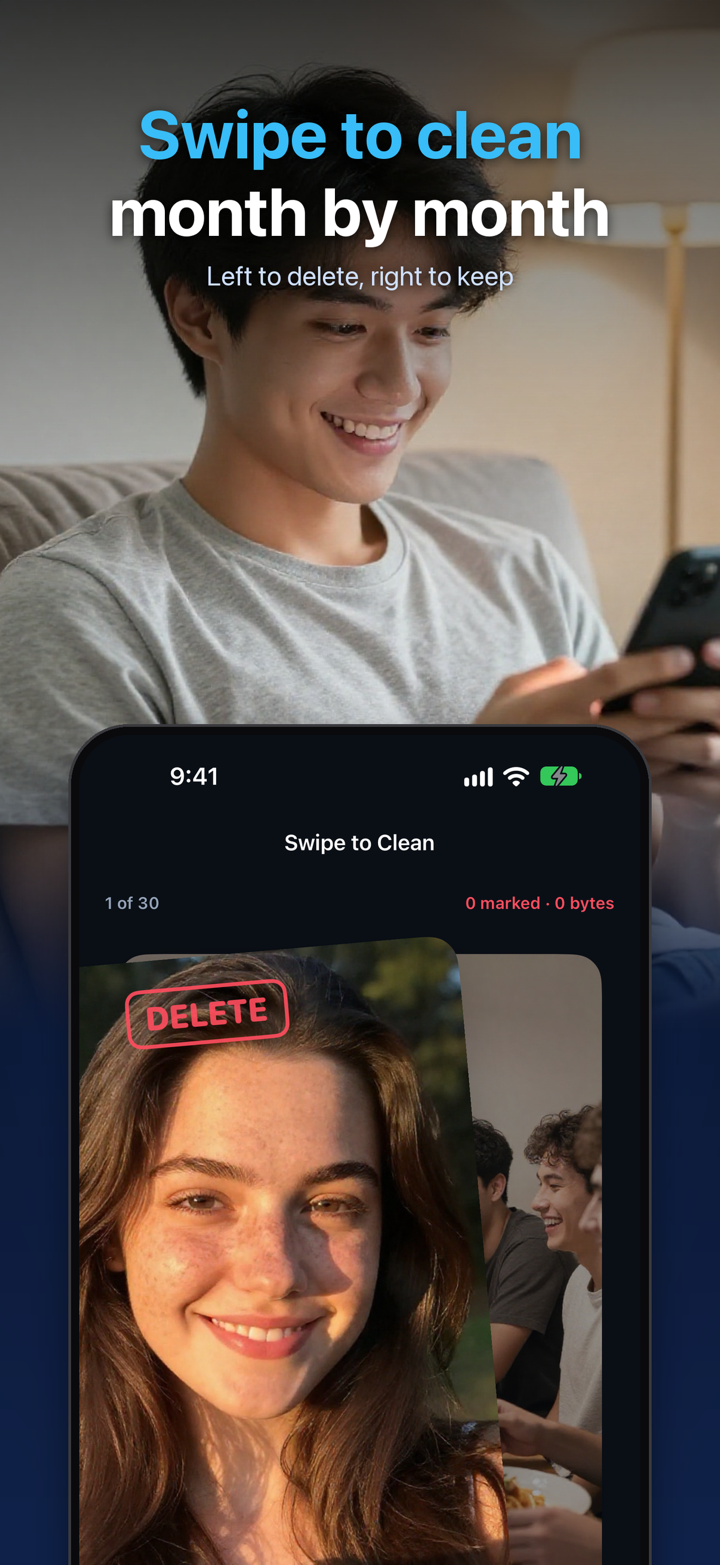 Swipe to clean
month by month
Left to delete, right to keep
9:41
Swipe to Clean
1 of 30
0 marked · 0 bytes
DELETE